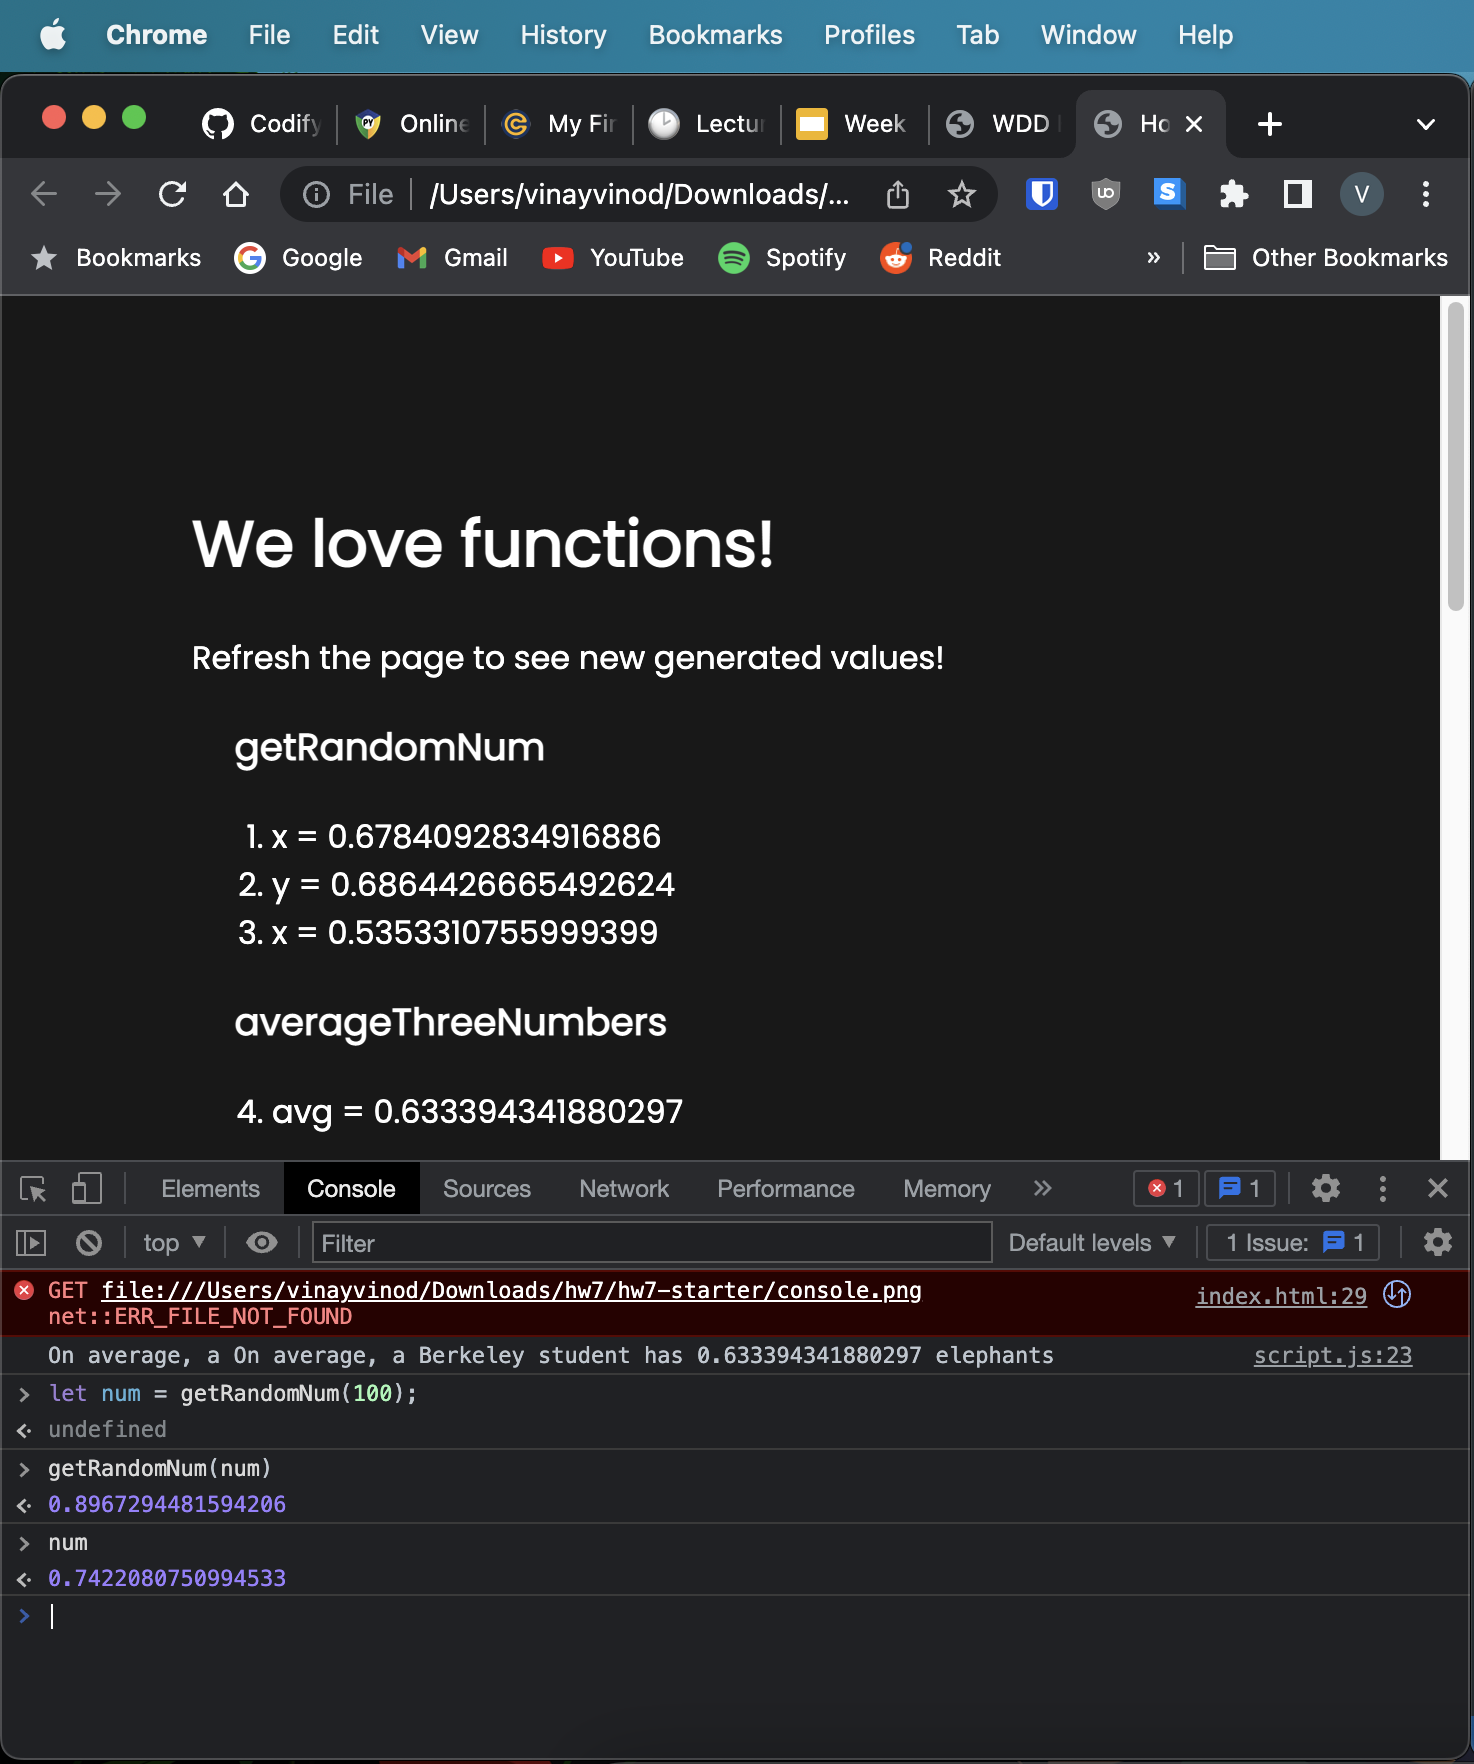 Chrome File Edit View History Bookmarks Profiles Tab Window Help
Codify Online My Fir Lectur Week WDD Ho
File /Users/vinayvinod/Downloads/... S V
Bookmarks Google Gmail YouTube Spotify Reddit » Other Bookmarks
We love functions!
Refresh the page to see new generated values!
getRandomNum
1. x = 0.6784092834916886
2. y = 0.6864426665492624
3. x = 0.5353310755999399
averageThreeNumbers
4. avg = 0.633394341880297
Elements Console Sources Network Performance Memory » 1 1
top Filter Default levels 1 Issue: 1
GET file:///Users/vinayvinod/Downloads/hw7/hw7-starter/console.png index.html:29
net::ERR_FILE_NOT_FOUND
On average, a On average, a Berkeley student has 0.633394341880297 elephants script.js:23
> let num = getRandomNum(100);
undefined
> getRandomNum(num)
0.8967294481594206
> num
0.7422080750994533
>